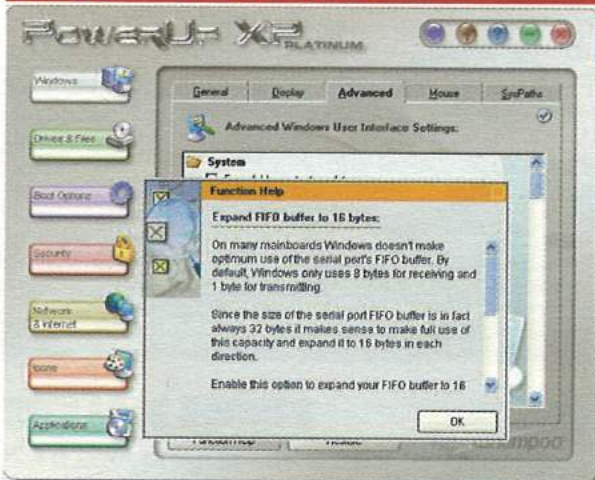 PowerUp XP
PLATINUM
Windows
General Display Advanced Mouse SysPaths
Advanced Windows User Interface Settings:
Drives & Files
System
Function Help
Boot Options
Expand FIFO buffer to 16 bytes:
On many mainboards Windows doesn't make
optimum use of the serial port's FIFO buffer. By
default, Windows only uses 8 bytes for receiving and
1 byte for transmitting.
Security
Since the size of the serial port FIFO buffer is in fact
always 32 bytes it makes sense to make full use of
this capacity and expand it to 16 bytes in each
direction.
Network
& Internet
Icons
Enable this option to expand your FIFO buffer to 16
OK
Applications
Function Help